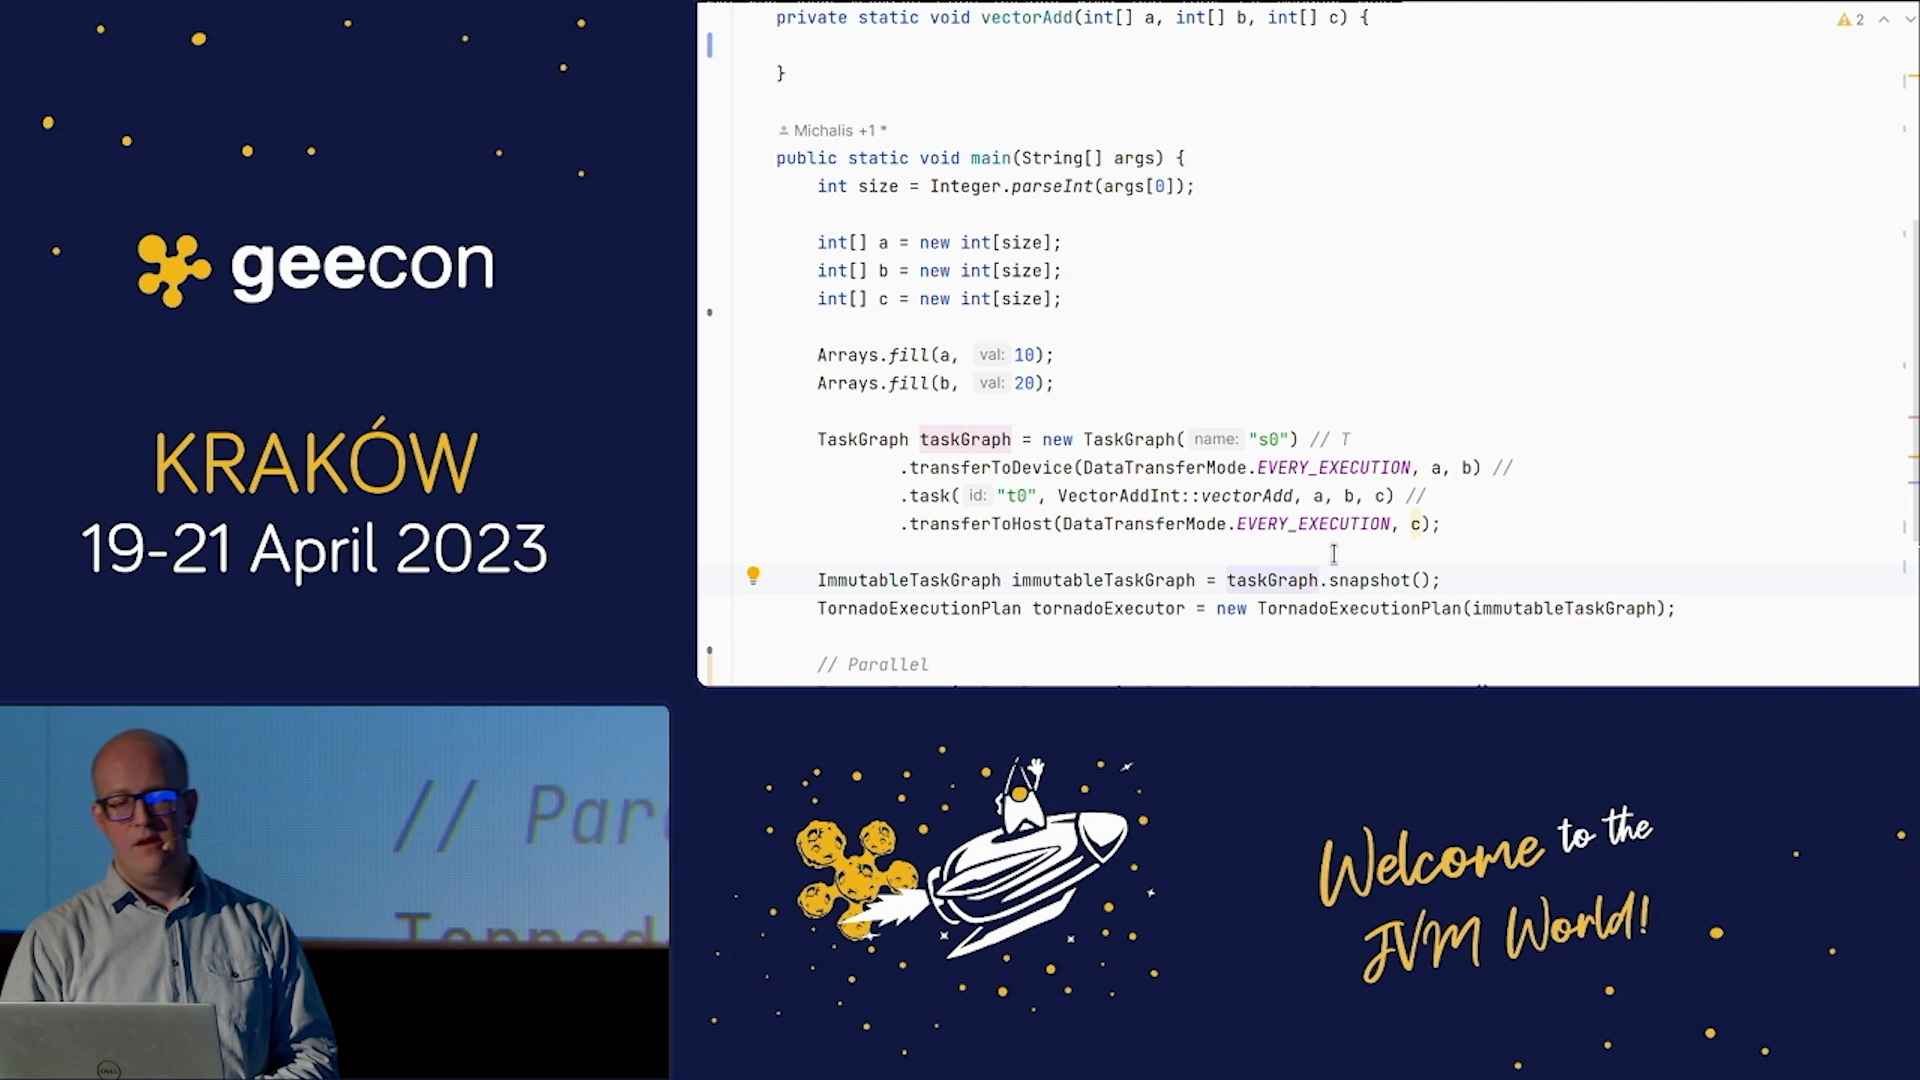 geecon
KRAKÓW
19-21 April 2023
private static void vectorAdd(int[] a, int[] b, int[] c) {
2
}
Michalis +1 *
public static void main(String[] args) {
int size = Integer.parseInt(args[0]);
int[] a = new int[size];
int[] b = new int[size];
int[] c = new int[size];
Arrays.fill(a, val: 10);
Arrays.fill(b, val: 20);
TaskGraph taskGraph = new TaskGraph( name: "s0") // T
.transferToDevice(DataTransferMode.EVERY_EXECUTION, a, b) //
.task( id: "t0", VectorAddInt::vectorAdd, a, b, c) //
.transferToHost(DataTransferMode.EVERY_EXECUTION, c);
ImmutableTaskGraph immutableTaskGraph = taskGraph.snapshot();
TornadoExecutionPlan tornadoExecutor = new TornadoExecutionPlan(immutableTaskGraph);
// Parallel
// Par
DELL
Welcome to the
JVM World!